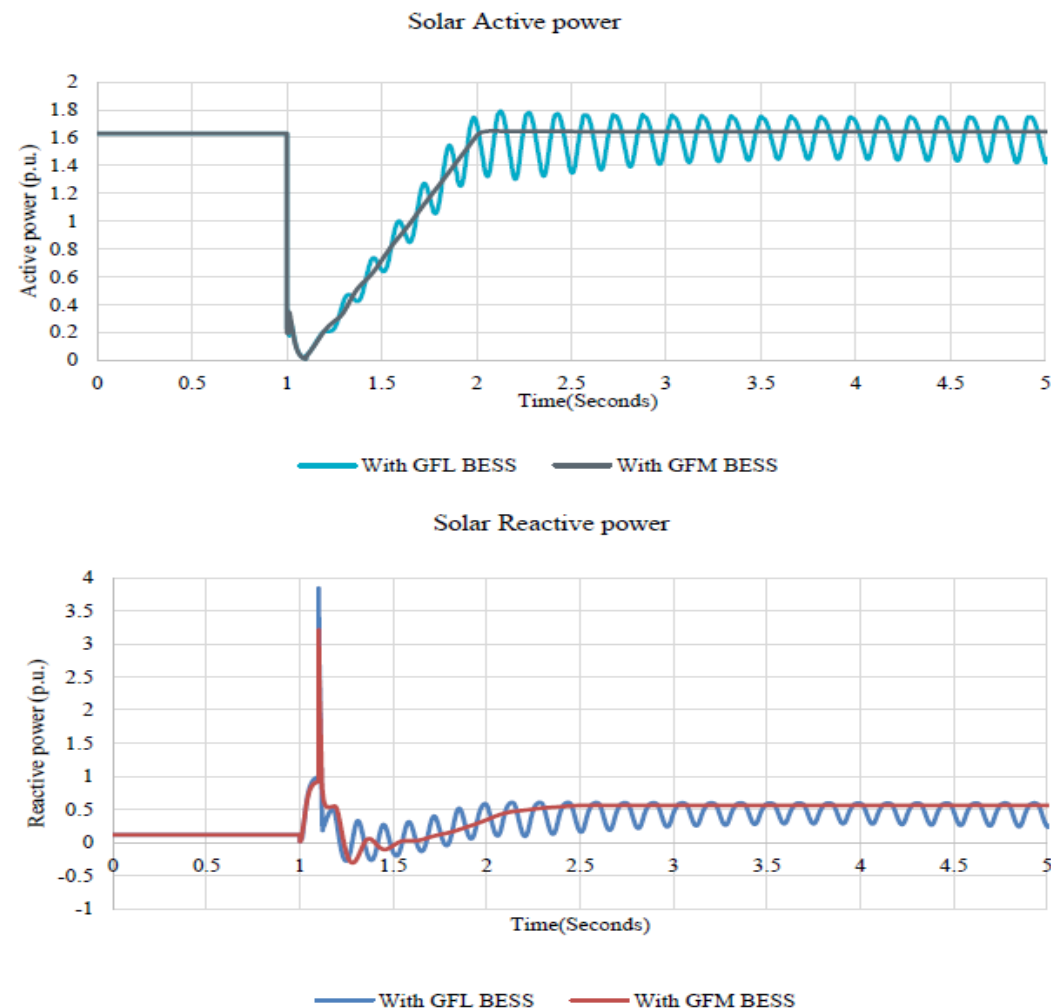 Solar Active power
2
1.8
1.6
1.4
1.2
1
0.8
0.6
0.4
0.2
0
Active power (p.u.)
0 0.5 1 1.5 2 2.5 3 3.5 4 4.5 5
Time(Seconds)
With GFL BESS With GFM BESS
Solar Reactive power
4
3.5
3
2.5
2
1.5
1
0.5
0
-0.5
-1
Reactive power (p.u.)
0 0.5 1 1.5 2 2.5 3 3.5 4 4.5 5
Time(Seconds)
With GFL BESS With GFM BESS